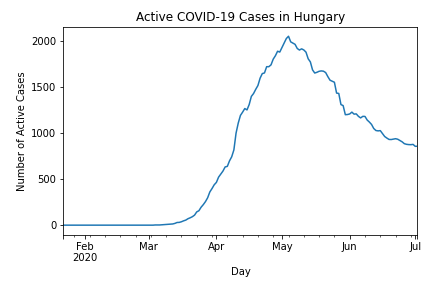 Active COVID-19 Cases in Hungary
Number of Active Cases
2000
1500
1000
500
0
Feb
2020
Mar
Apr
May
Jun
Jul
Day